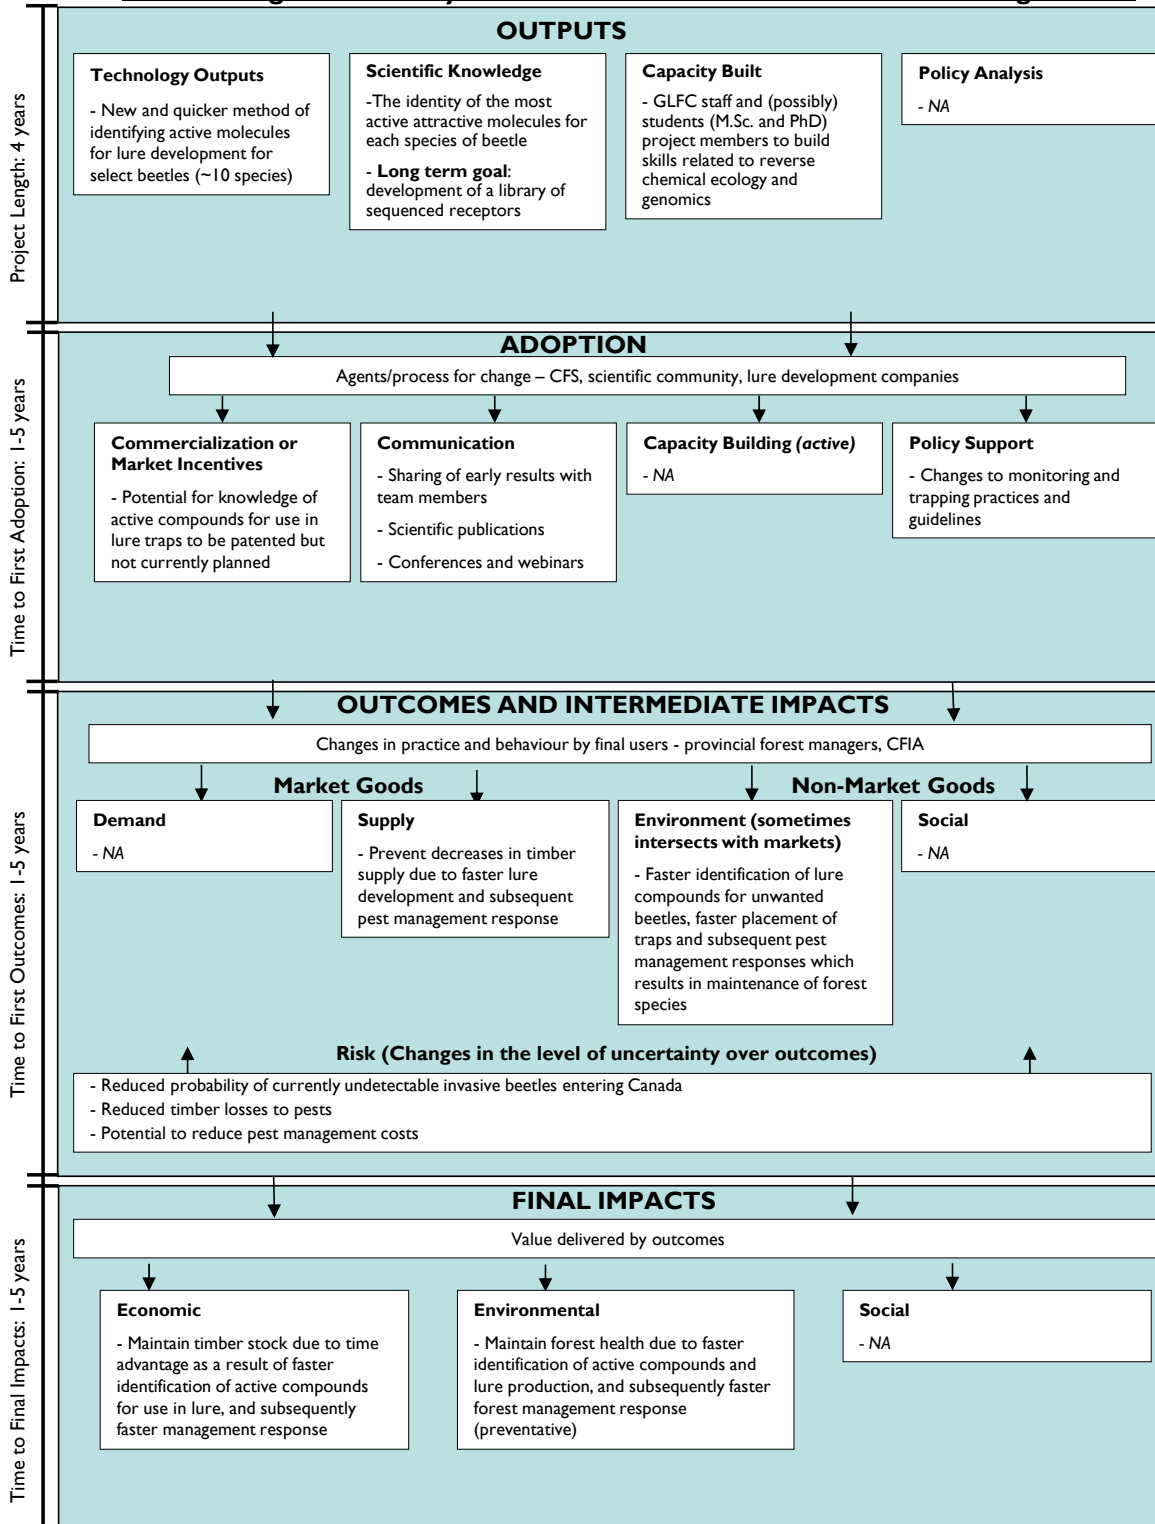 OUTPUTS
Project Length: 4 years
Technology Outputs
- New and quicker method of
identifying active molecules
for lure development for
select beetles (~10 species)
Scientific Knowledge
-The identity of the most
active attractive molecules for
each species of beetle
- Long term goal:
development of a library of
sequenced receptors
Capacity Built
- GLFC staff and (possibly)
students (M.Sc. and PhD)
project members to build
skills related to reverse
chemical ecology and
genomics
Policy Analysis
- NA
ADOPTION
Time to First Adoption: 1-5 years
Agents/process for change – CFS, scientific community, lure development companies
Commercialization or
Market Incentives
- Potential for knowledge of
active compounds for use in
lure traps to be patented but
not currently planned
Communication
- Sharing of early results with
team members
- Scientific publications
- Conferences and webinars
Capacity Building (active)
- NA
Policy Support
- Changes to monitoring and
trapping practices and
guidelines
OUTCOMES AND INTERMEDIATE IMPACTS
Time to First Outcomes: 1-5 years
Changes in practice and behaviour by final users - provincial forest managers, CFIA
Market Goods
Non-Market Goods
Demand
- NA
Supply
- Prevent decreases in timber
supply due to faster lure
development and subsequent
pest management response
Environment (sometimes
intersects with markets)
- Faster identification of lure
compounds for unwanted
beetles, faster placement of
traps and subsequent pest
management responses which
results in maintenance of forest
species
Social
- NA
Risk (Changes in the level of uncertainty over outcomes)
- Reduced probability of currently undetectable invasive beetles entering Canada
- Reduced timber losses to pests
- Potential to reduce pest management costs
FINAL IMPACTS
Time to Final Impacts: 1-5 years
Value delivered by outcomes
Economic
- Maintain timber stock due to time
advantage as a result of faster
identification of active compounds
for use in lure, and subsequently
faster management response
Environmental
- Maintain forest health due to faster
identification of active compounds and
lure production, and subsequently faster
forest management response
(preventative)
Social
- NA